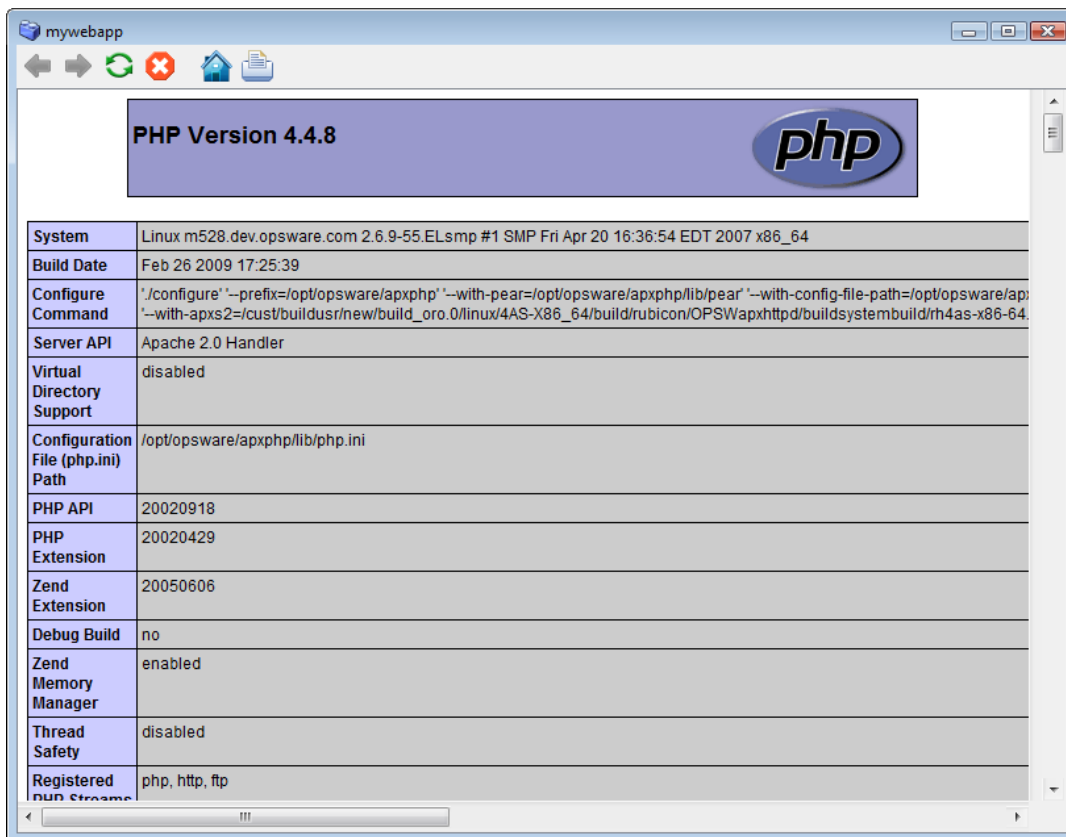 mywebapp
PHP Version 4.4.8
php
System Linux m528.dev.opsware.com 2.6.9-55.ELsmp #1 SMP Fri Apr 20 16:36:54 EDT 2007 x86_64
Build Date Feb 26 2009 17:25:39
Configure Command './configure' '--prefix=/opt/opsware/apxphp' '--with-pear=/opt/opsware/apxphp/lib/pear' '--with-config-file-path=/opt/opsware/apx
'--with-apxs2=/cust/buildusr/new/build_oro.0/linux/4AS-X86_64/build/rubicon/OPSWapxhttpd/buildsystembuild/rh4as-x86-64.
Server API Apache 2.0 Handler
Virtual disabled
Directory
Support
Configuration /opt/opsware/apxphp/lib/php.ini
File (php.ini)
Path
PHP API 20020918
PHP 20020429
Extension
Zend 20050606
Extension
Debug Build no
Zend enabled
Memory
Manager
Thread disabled
Safety
Registered php, http, ftp
PHP Streams